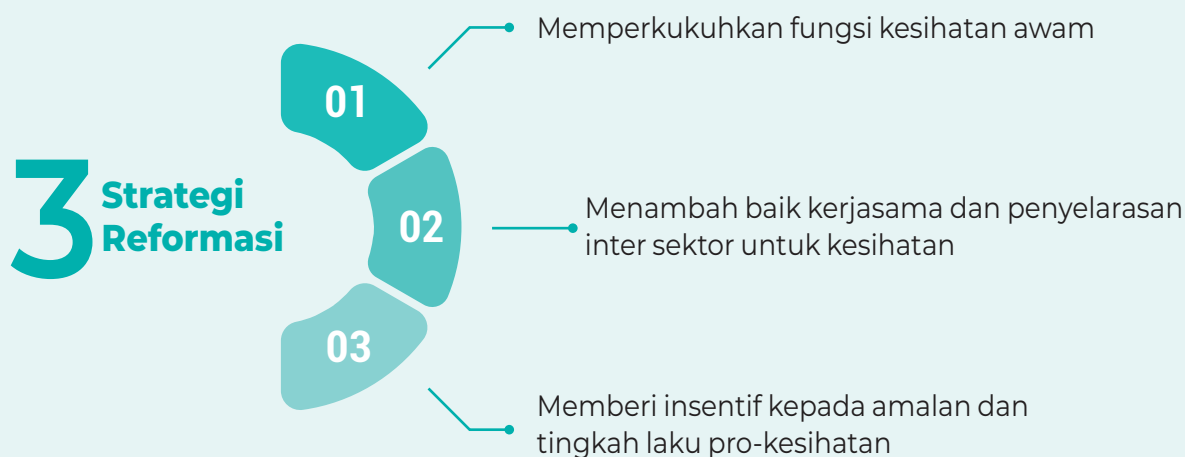 3 Strategi
Reformasi
01
Memperkukuhkan fungsi kesihatan awam
02
Menambah baik kerjasama dan penyelarasan
inter sektor untuk kesihatan
03
Memberi insentif kepada amalan dan
tingkah laku pro-kesihatan